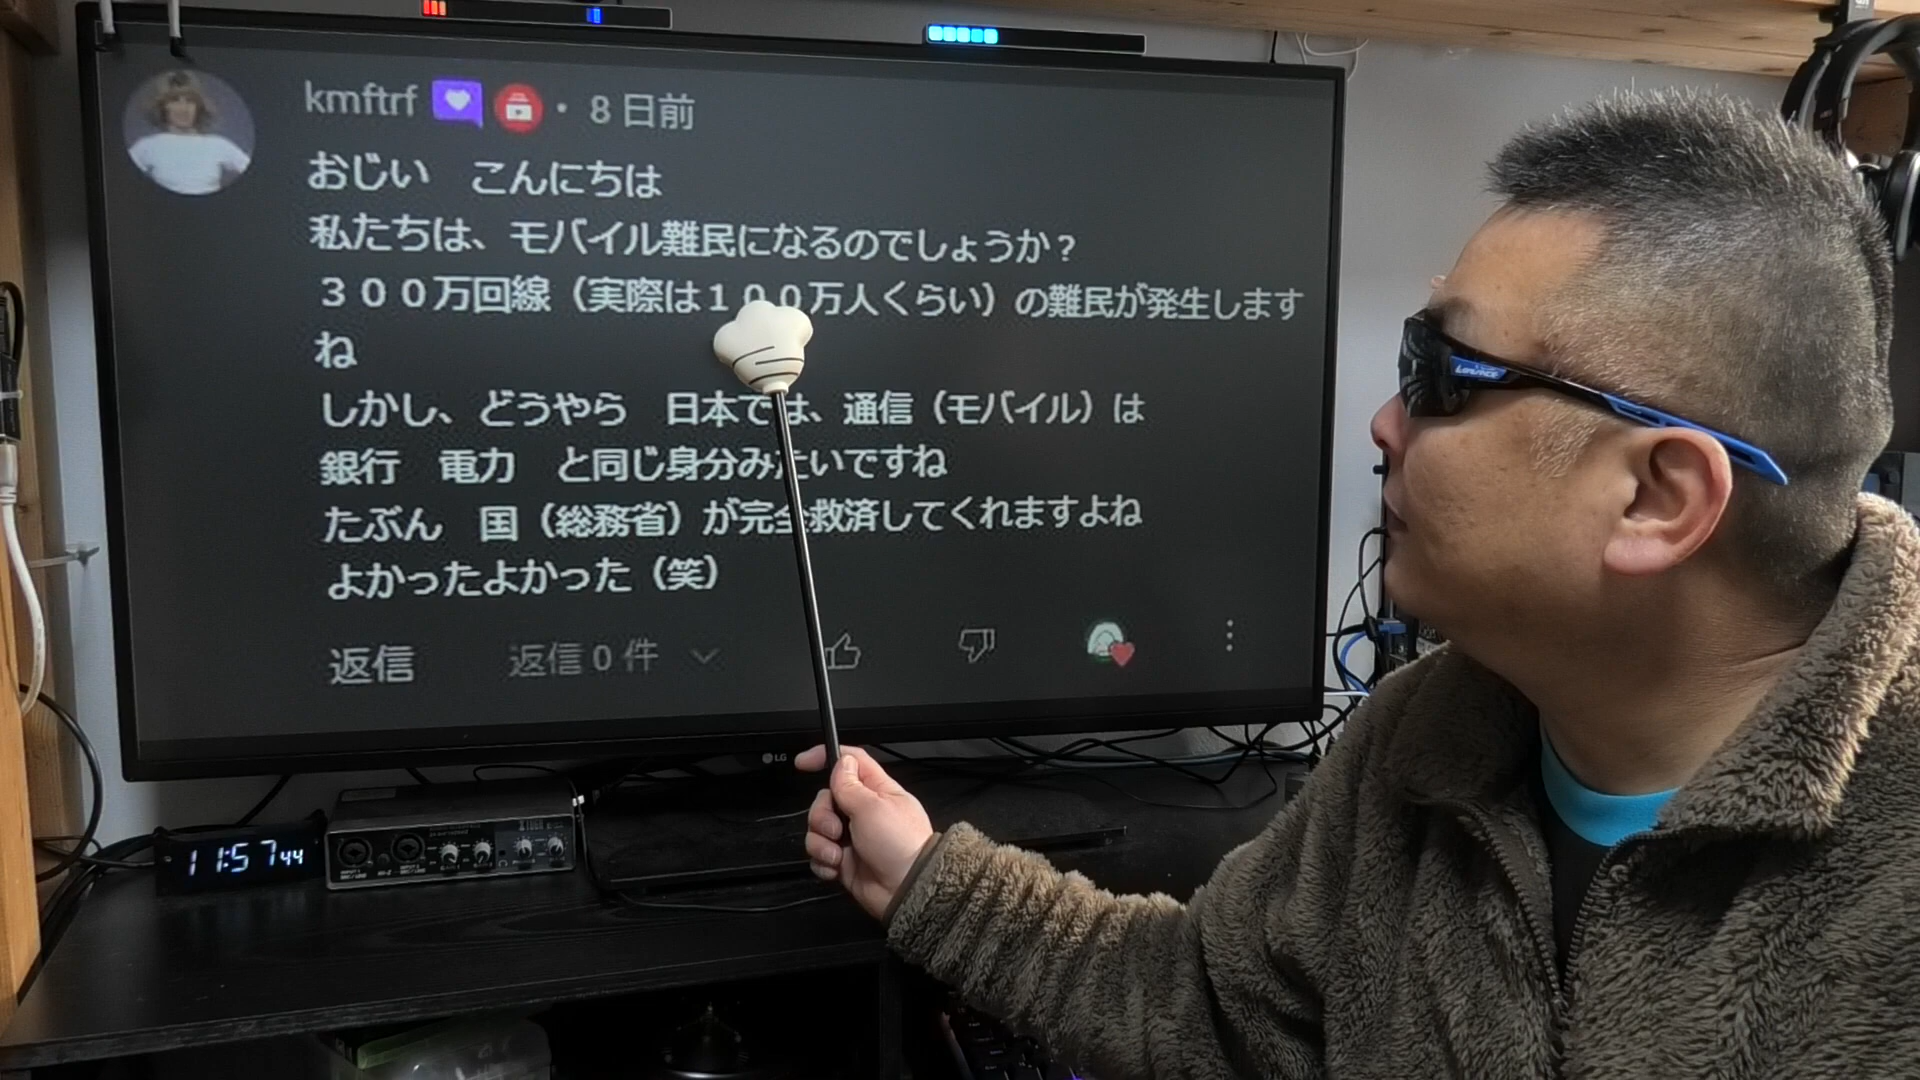 kmftrf ・ 8 日前
おじい　こんにちは
私たちは、モバイル難民になるのでしょうか？
３００万回線（実際は１００万人くらい）の難民が発生します
ね
しかし、どうやら　日本では、通信（モバイル）は
銀行　電力　と同じ身分みたいですね
たぶん　国（総務省）が完全救済してくれますよね
よかったよかった（笑）
返信　返信 0 件
LG
11:57 44